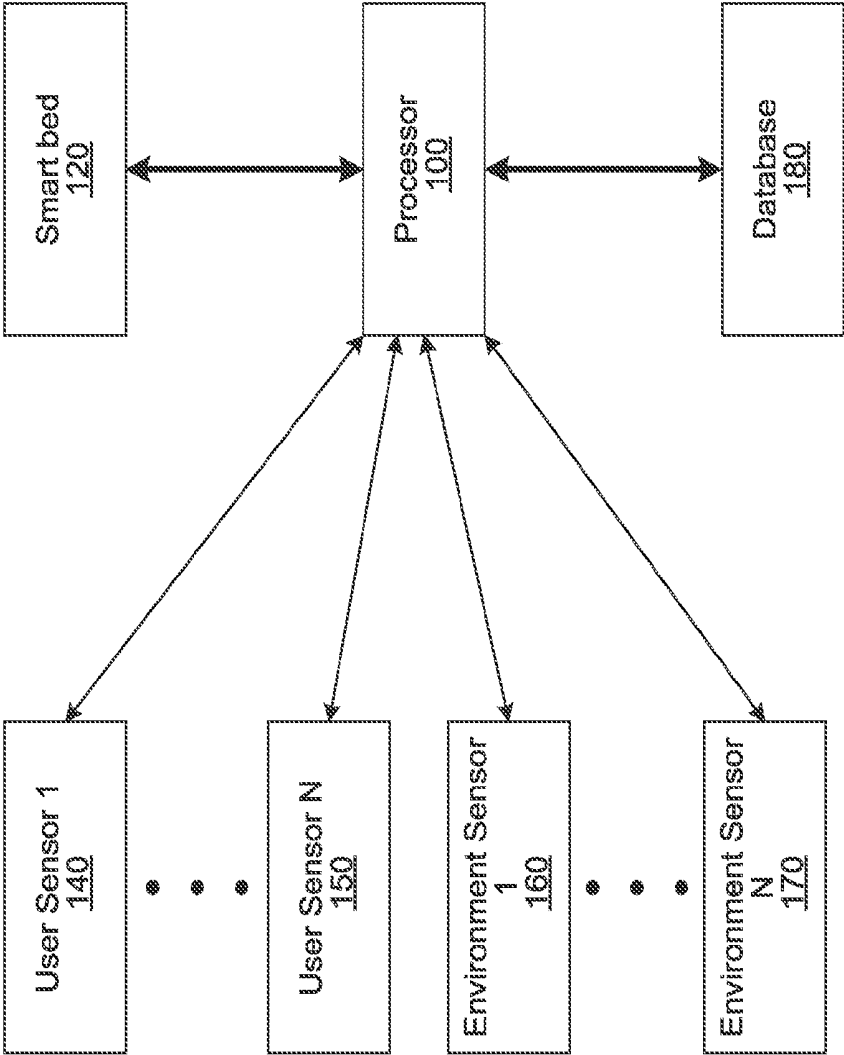 User Sensor 1
140
User Sensor N
150
Environment Sensor
1
160
Environment Sensor
N
170
Smart bed
120
Processor
100
Database
180